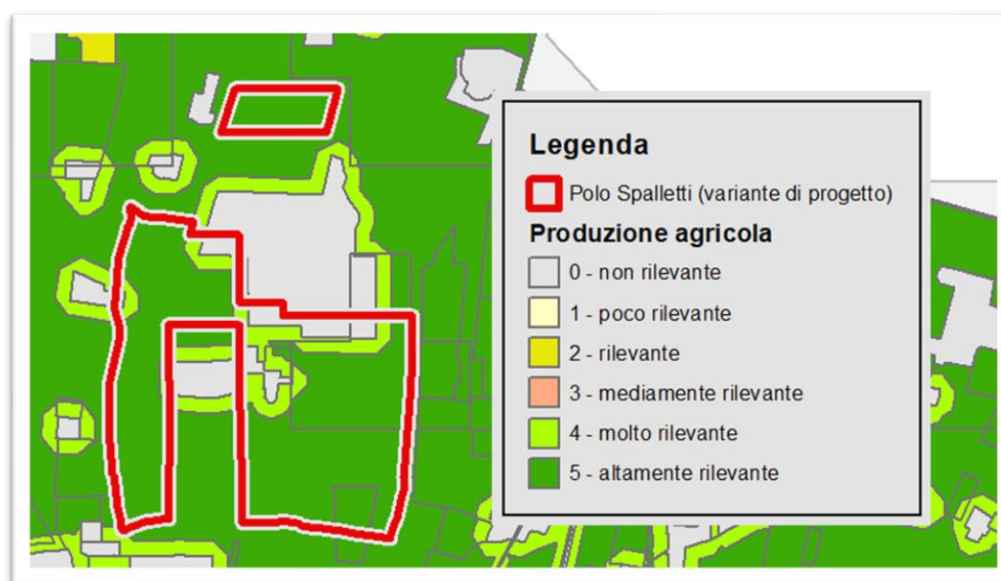 Legenda
Polo Spalletti (variante di progetto)
Produzione agricola
0 - non rilevante
1 - poco rilevante
2 - rilevante
3 - mediamente rilevante
4 - molto rilevante
5 - altamente rilevante